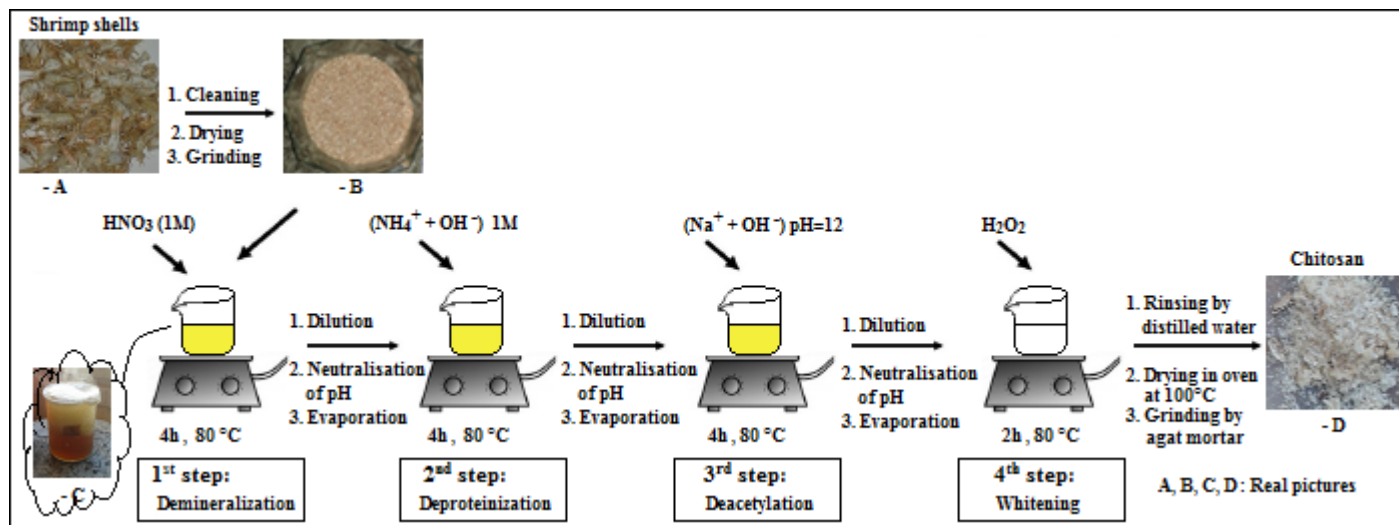 Shrimp shells
1. Cleaning
2. Drying
3. Grinding
- A
- B
HNO₃ (1M)
(NH₄⁺ + OH⁻) 1M
(Na⁺ + OH⁻) pH=12
H₂O₂
Chitosan
1. Dilution
2. Neutralisation
of pH
3. Evaporation
1. Dilution
2. Neutralisation
of pH
3. Evaporation
1. Dilution
2. Neutralisation
of pH
3. Evaporation
1. Rinsing by
distilled water
2. Drying in oven
at 100°C
3. Grinding by
agat mortar
- D
- C
4h , 80 °C
4h , 80 °C
4h , 80 °C
2h , 80 °C
1st step:
Demineralization
2nd step:
Deproteinization
3rd step:
Deacetylation
4th step:
Whitening
A, B, C, D : Real pictures